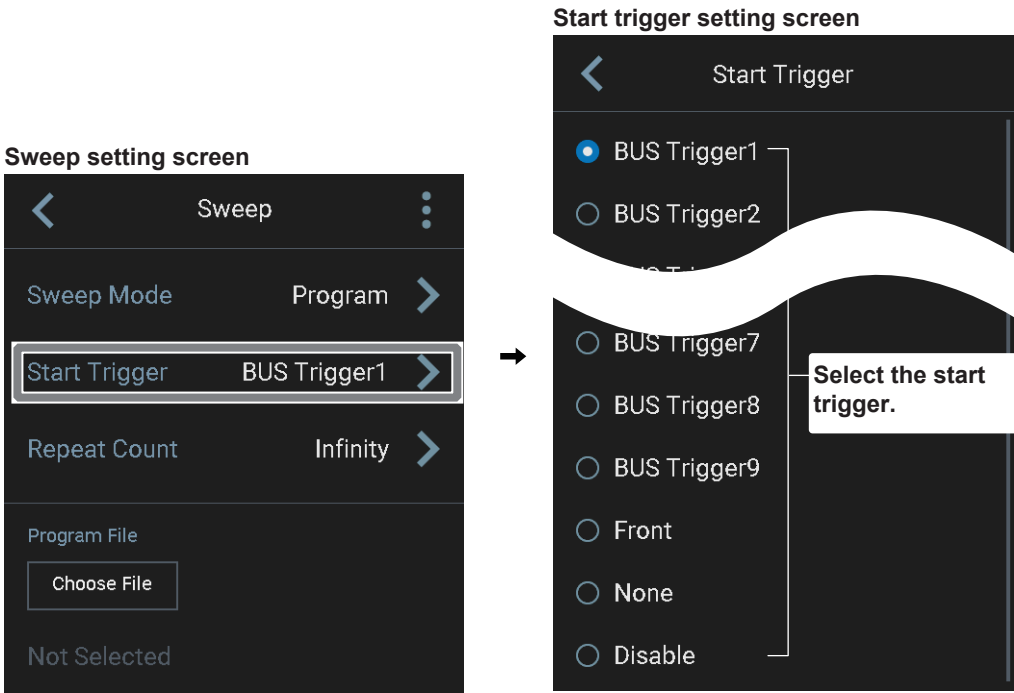 Start trigger setting screen
Start Trigger
BUS Trigger1
BUS Trigger2
BUS Trigger7
BUS Trigger8
BUS Trigger9
Front
None
Disable
Select the start
trigger.
Sweep setting screen
Sweep
Sweep Mode Program
Start Trigger BUS Trigger1
Repeat Count Infinity
Program File
Choose File
Not Selected